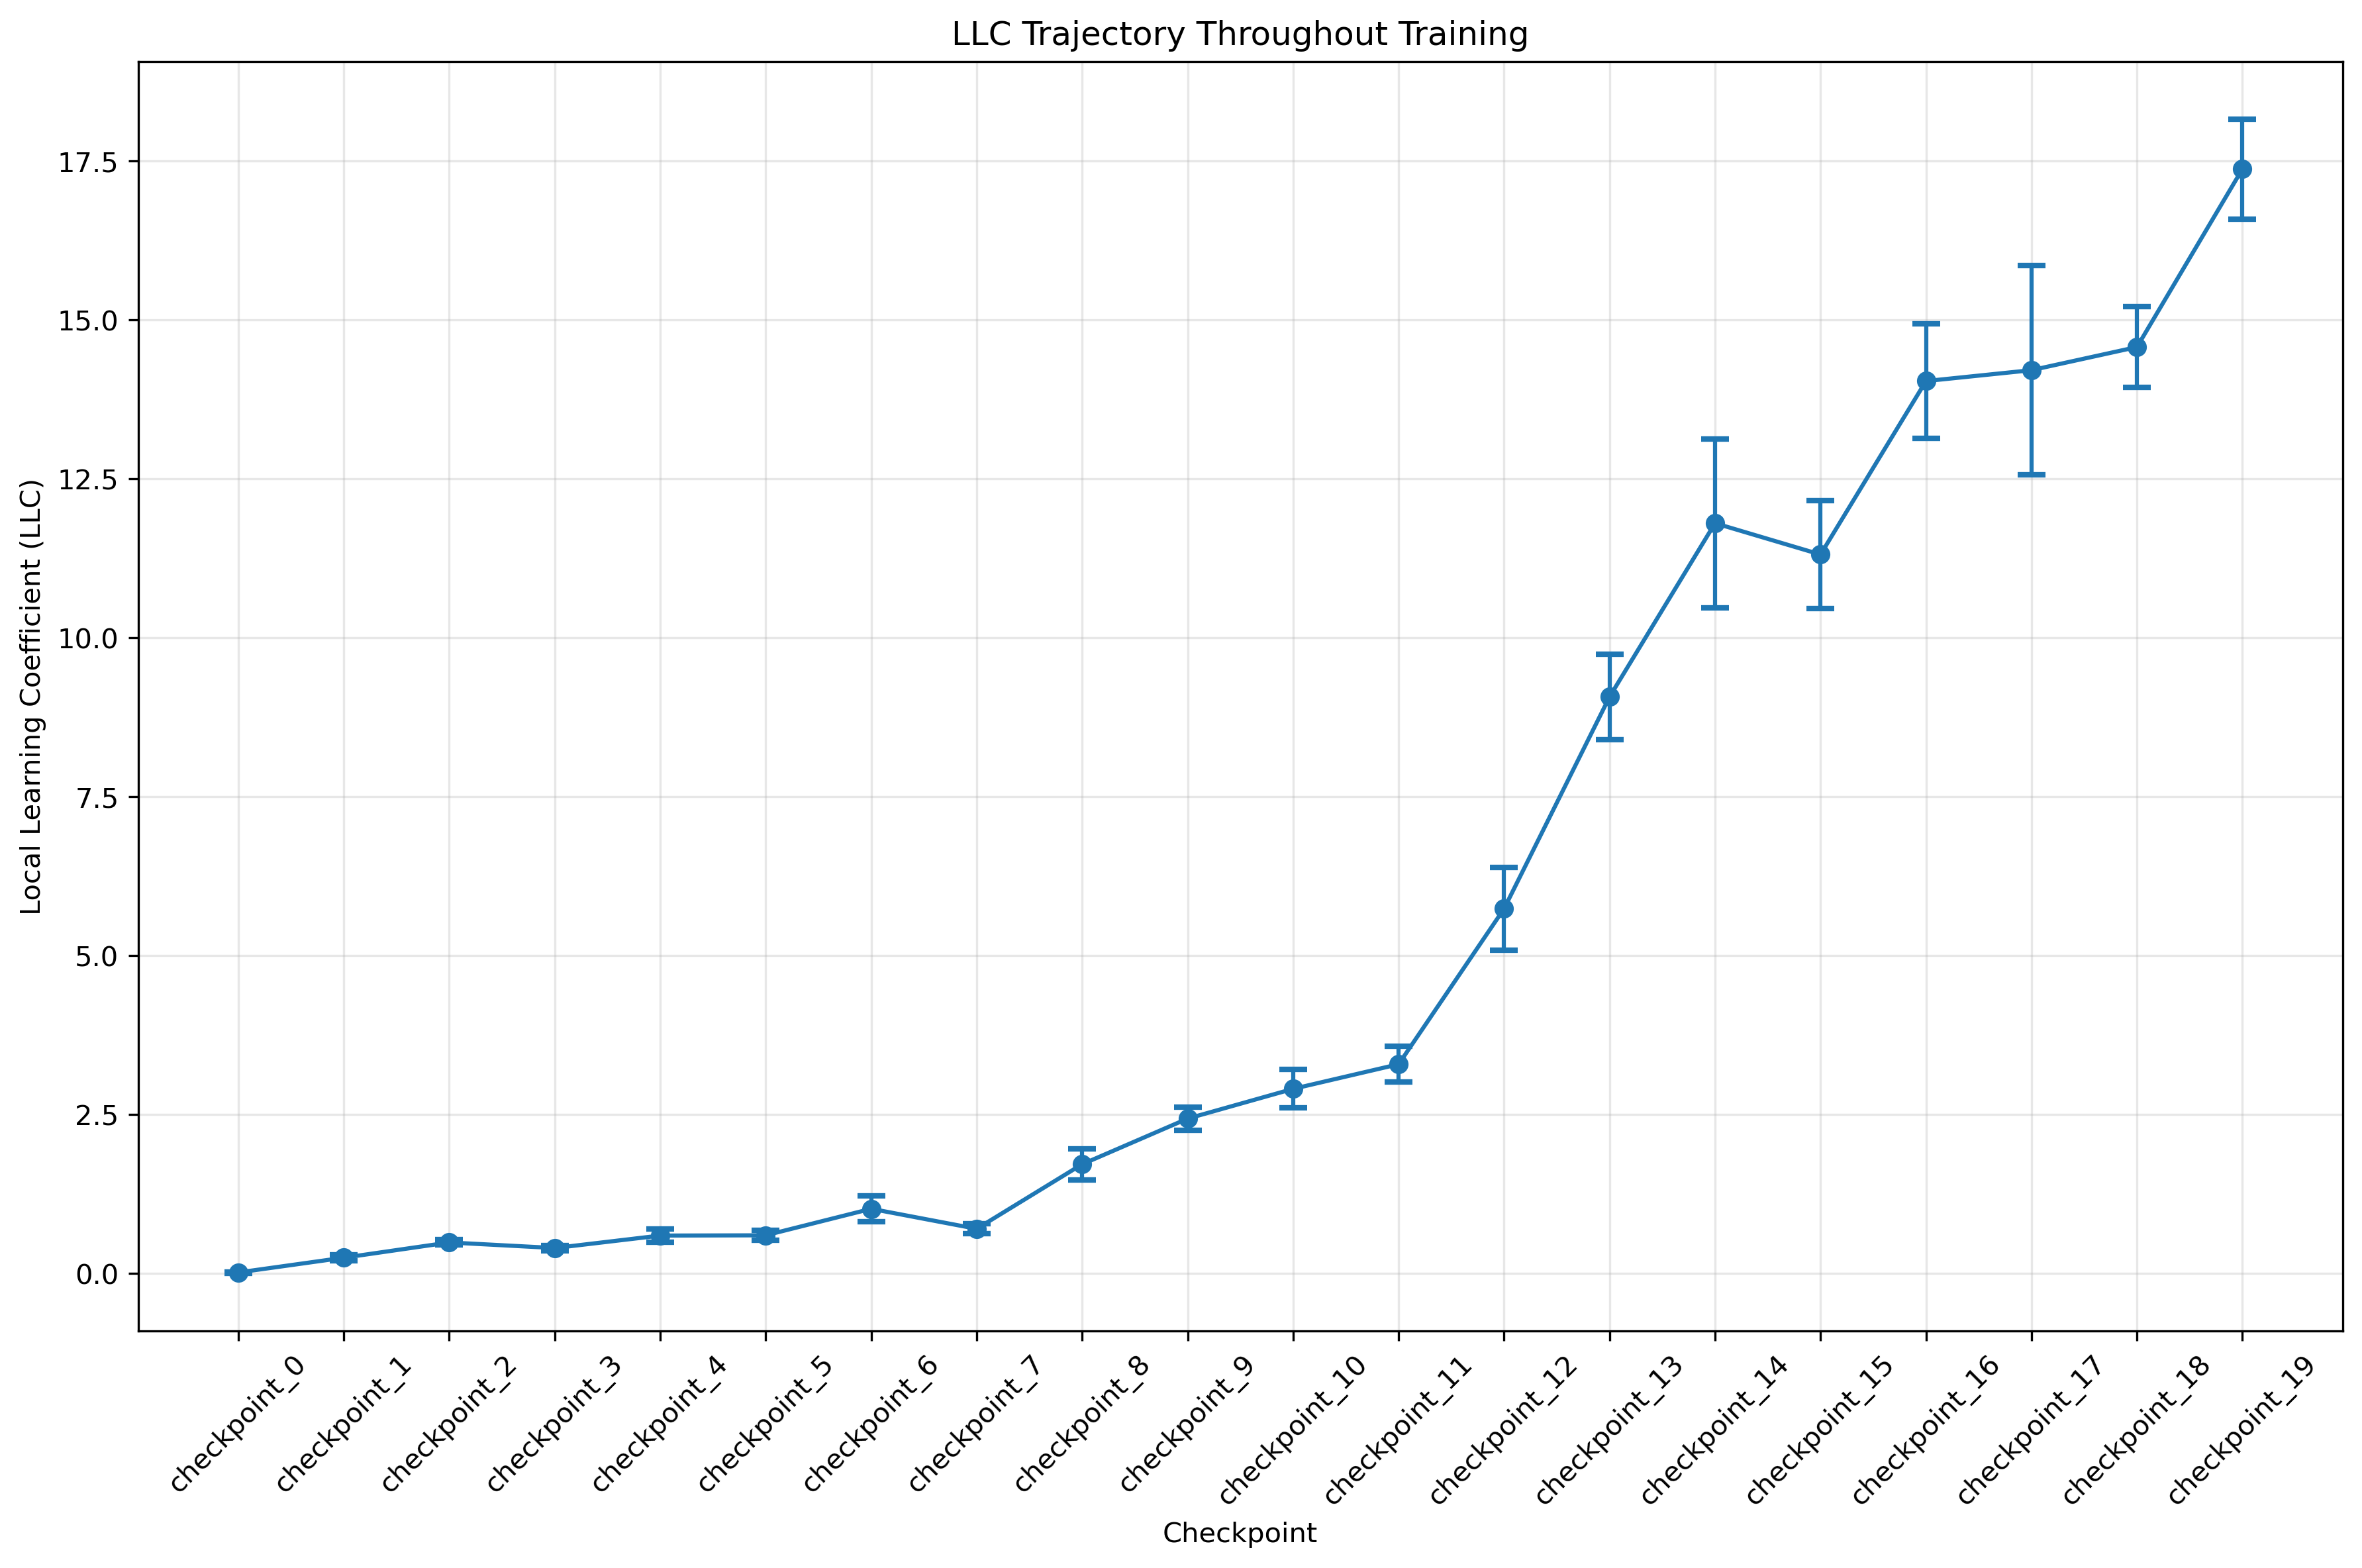 LLC Trajectory Throughout Training
Local Learning Coefficient (LLC)
17.5
15.0
12.5
10.0
7.5
5.0
2.5
0.0
checkpoint_0
checkpoint_1
checkpoint_2
checkpoint_3
checkpoint_4
checkpoint_5
checkpoint_6
checkpoint_7
checkpoint_8
checkpoint_9
checkpoint_10
checkpoint_11
checkpoint_12
checkpoint_13
checkpoint_14
checkpoint_15
checkpoint_16
checkpoint_17
checkpoint_18
checkpoint_19
Checkpoint